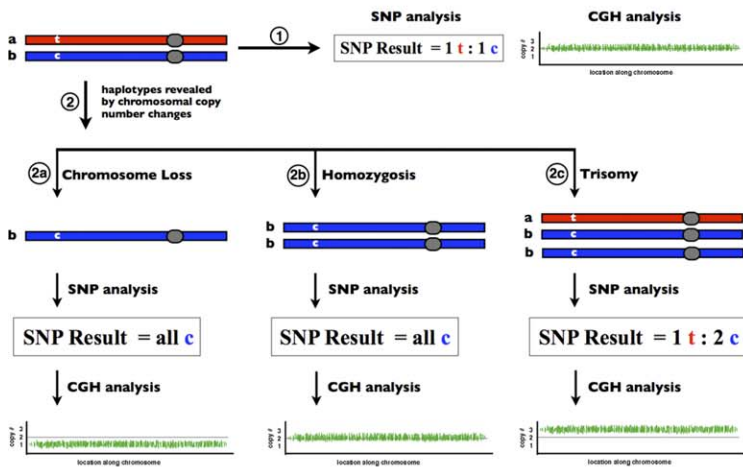 SNP analysis
CGH analysis
a t
b c
1
SNP Result = 1 t : 1 c
copy #
3
2
1
location along chromosome
2
haplotypes revealed
by chromosomal copy
number changes
2a Chromosome Loss
2b Homozygosis
2c Trisomy
b c
b c
b c
a t
b c
b c
SNP analysis
SNP analysis
SNP analysis
SNP Result = all c
SNP Result = all c
SNP Result = 1 t : 2 c
CGH analysis
CGH analysis
CGH analysis
copy #
3
2
1
location along chromosome
copy #
3
2
1
location along chromosome
copy #
3
2
1
location along chromosome